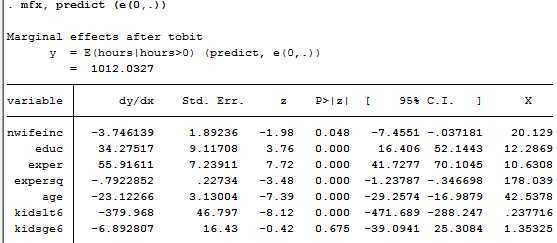 . mfx, predict (e(0,.))
Marginal effects after tobit
y = E(hours|hours>0) (predict, e(0,.))
= 1012.0327
variable dy/dx Std. Err. z P>|z| [ 95% C.I. ] X
nwifeinc -3.746139 1.89236 -1.98 0.048 -7.4551 -.037181 20.129
educ 34.27517 9.11708 3.76 0.000 16.406 52.1443 12.2869
exper 55.91611 7.23911 7.72 0.000 41.7277 70.1045 10.6308
expersq -.7922852 .22734 -3.48 0.000 -1.23787 -.346698 178.039
age -23.12266 3.13004 -7.39 0.000 -29.2574 -16.9879 42.5378
kidslt6 -379.968 46.797 -8.12 0.000 -471.689 -288.247 .237716
kidsge6 -6.892807 16.43 -0.42 0.675 -39.0941 25.3084 1.35325